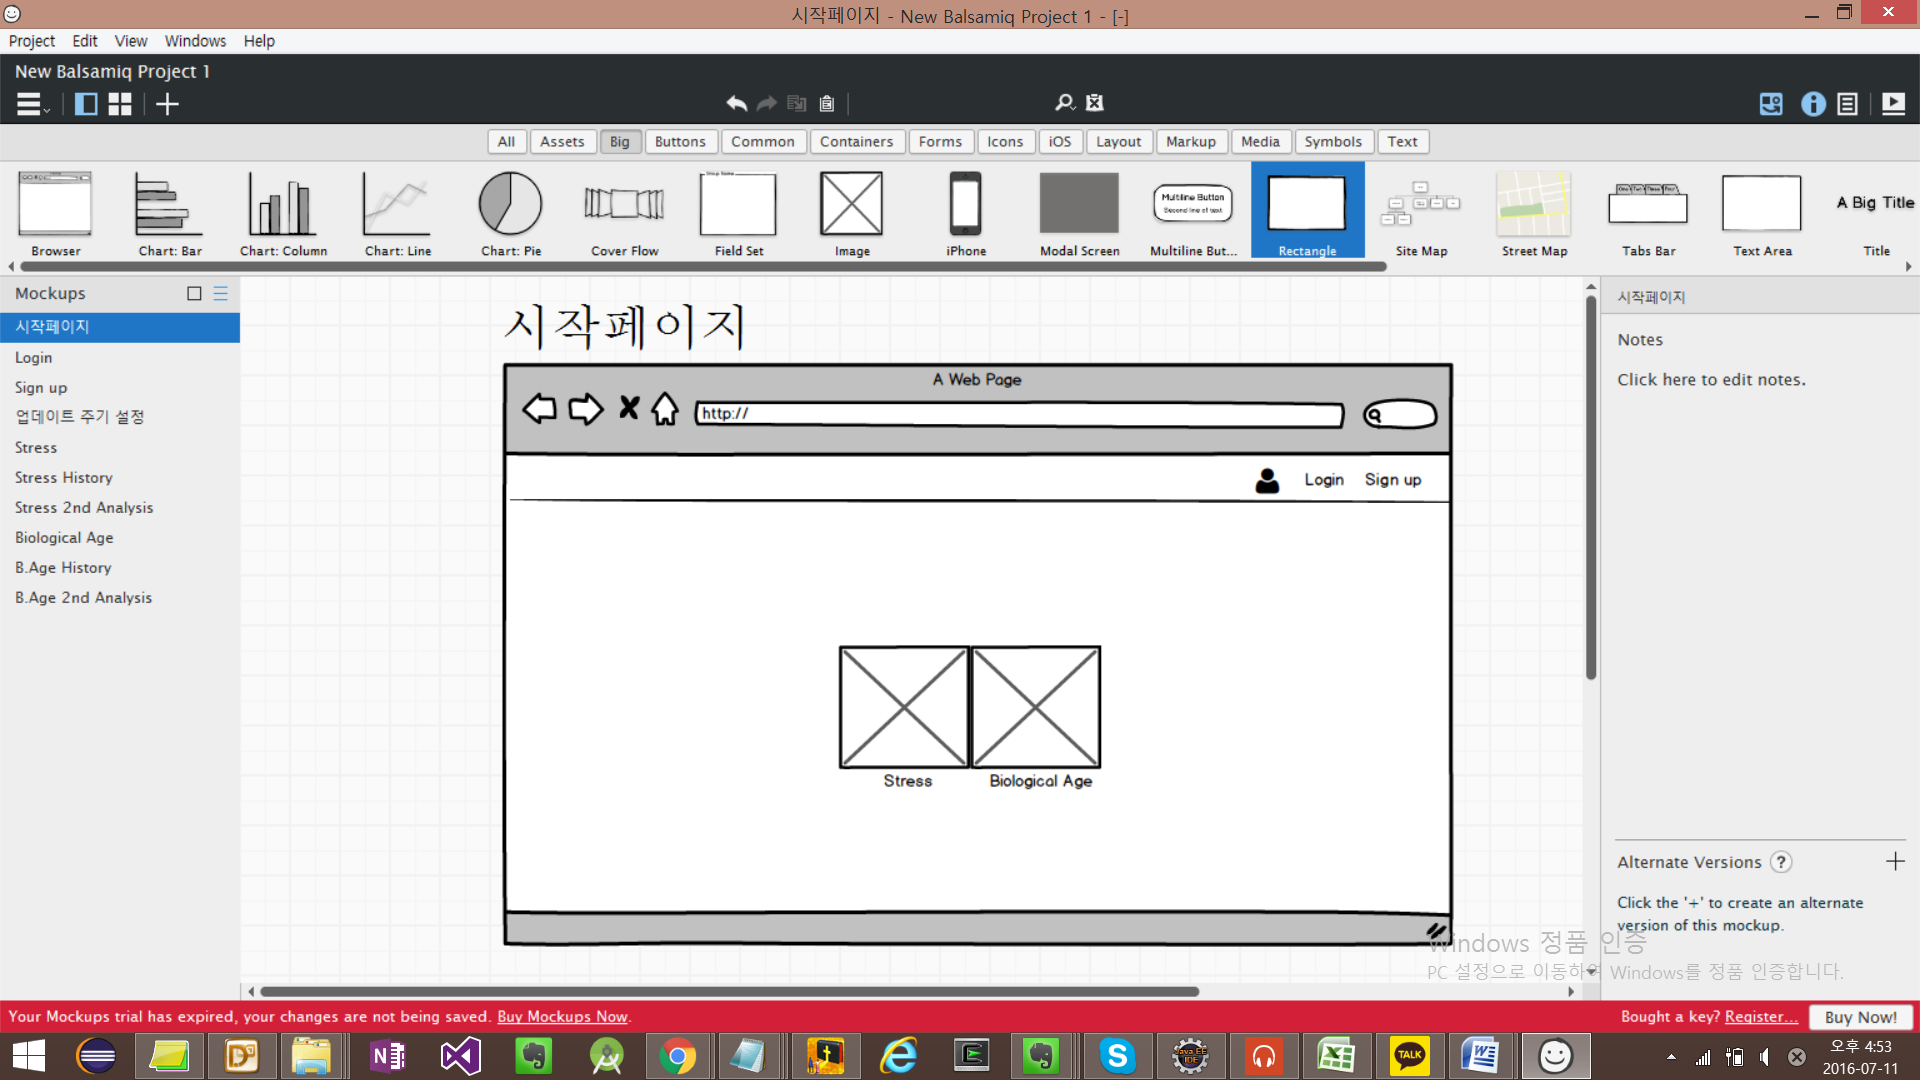 시작페이지 - New Balsamiq Project 1 - [-]
Project Edit View Windows Help
New Balsamiq Project 1
All Assets Big Buttons Common Containers Forms Icons iOS Layout Markup Media Symbols Text
A Big Title
Multiline Button
Second line of text
Browser Chart: Bar Chart: Column Chart: Line Chart: Pie Cover Flow Field Set Image iPhone Modal Screen Multiline But... Rectangle Site Map Street Map Tabs Bar Text Area Title
Mockups
시작페이지
Login
Sign up
업데이트 주기 설정
Stress
Stress History
Stress 2nd Analysis
Biological Age
B.Age History
B.Age 2nd Analysis
시작페이지
A Web Page
http://
Login Sign up
Stress Biological Age
시작페이지
Notes
Click here to edit notes.
Alternate Versions ?
Click the '+' to create an alternate
version of this mockup.
Windows 정품 인증
PC 설정으로 이동하여 Windows를 정품 인증합니다.
Your Mockups trial has expired, your changes are not being saved. Buy Mockups Now.
Bought a key? Register... Buy Now!
TALK
오후 4:53
2016-07-11